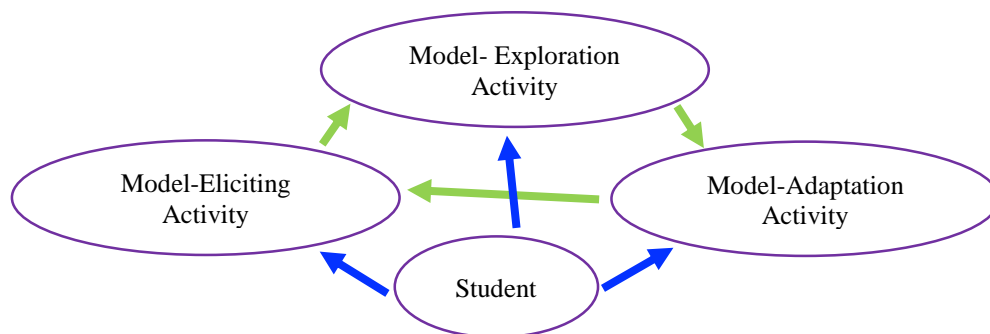 Model- Exploration
Activity
Model-Eliciting
Activity
Model-Adaptation
Activity
Student